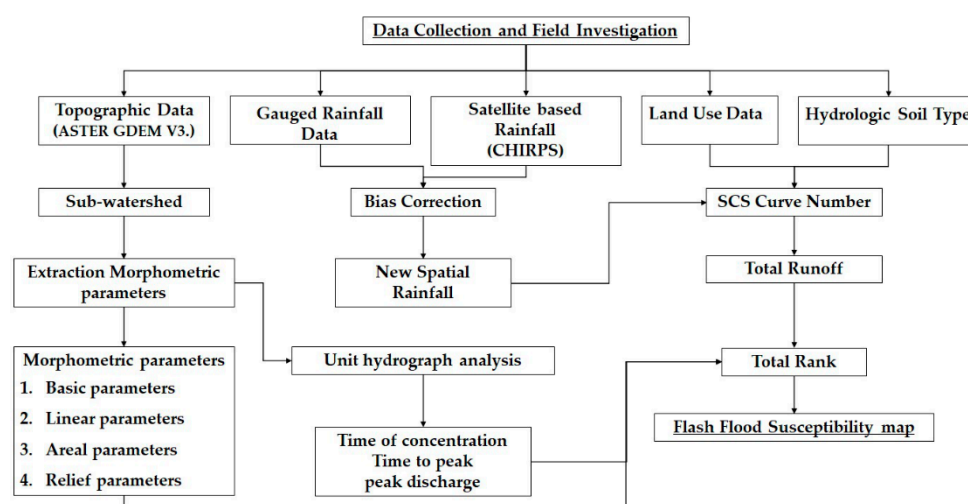 Data Collection and Field Investigation
Topographic Data
(ASTER GDEM V3.)
Gauged Rainfall
Data
Satellite based
Rainfall
(CHIRPS)
Land Use Data
Hydrologic Soil Type
Sub-watershed
Bias Correction
SCS Curve Number
Extraction Morphometric
parameters
New Spatial
Rainfall
Total Runoff
Morphometric parameters
1. Basic parameters
2. Linear parameters
3. Areal parameters
4. Relief parameters
Unit hydrograph analysis
Total Rank
Time of concentration
Time to peak
peak discharge
Flash Flood Susceptibility map